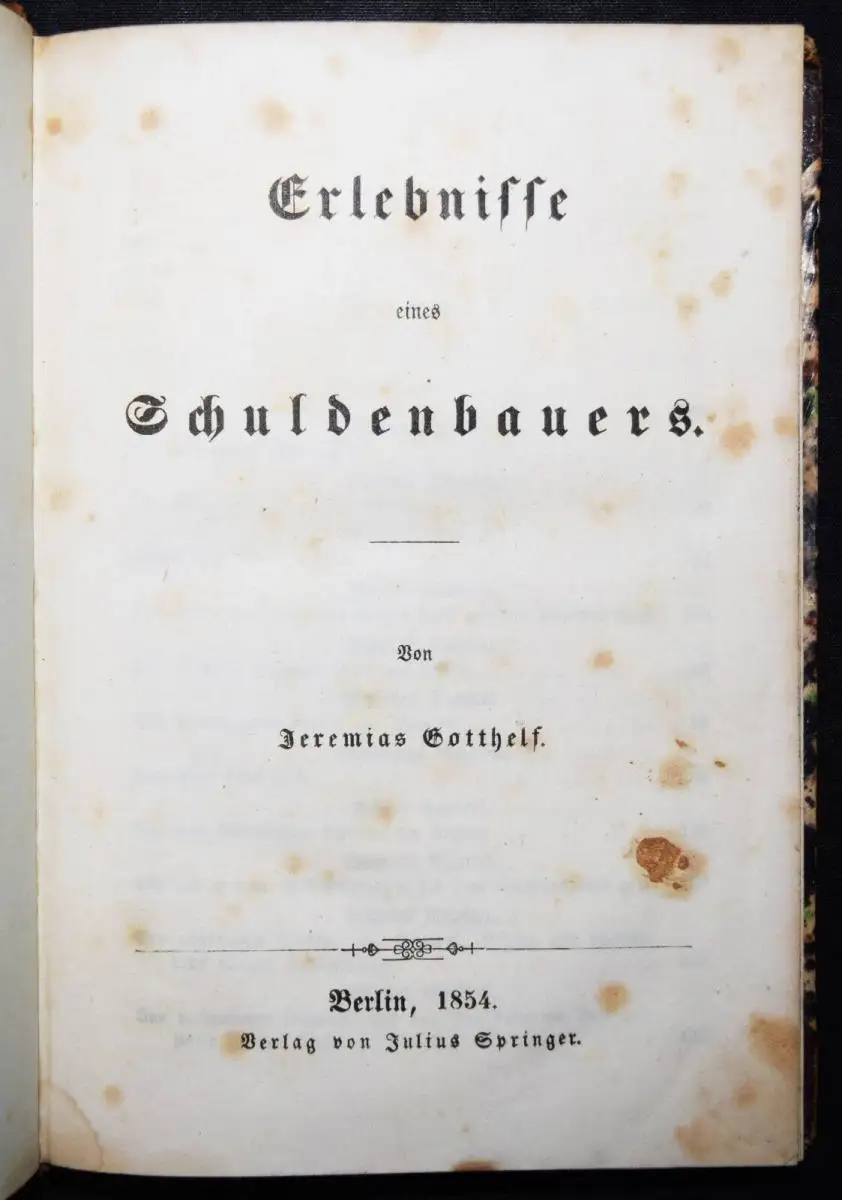 Erlebniſſe
eines
Schuldenbauers.
Von
Jeremias Gotthelf.
Berlin, 1854.
Verlag von Julius Springer.